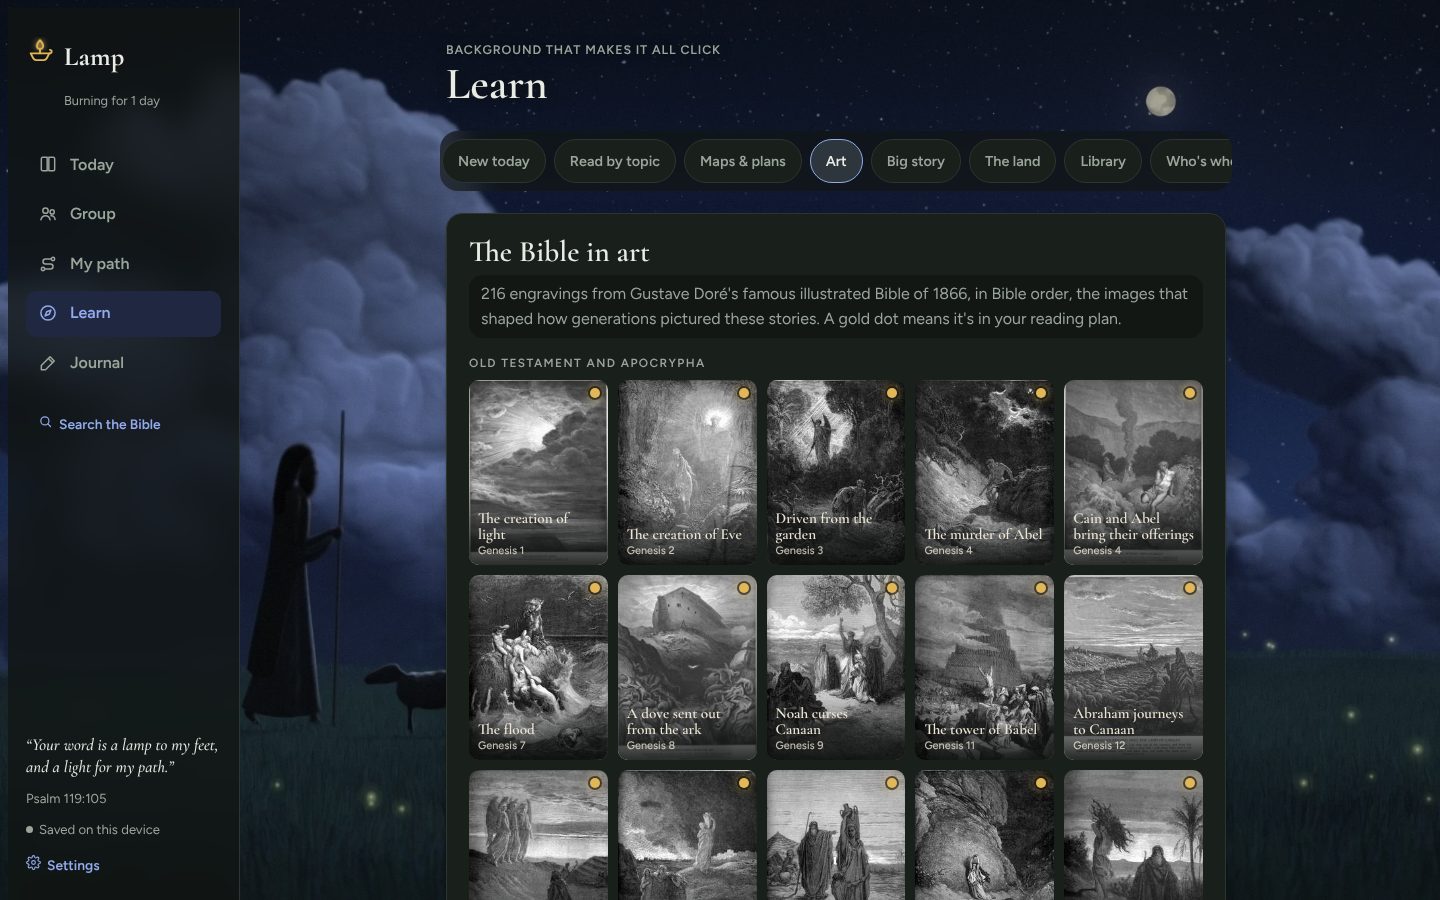 Lamp
Burning for 1 day
Today
Group
My path
Learn
Journal
Search the Bible
“Your word is a lamp to my feet,
and a light for my path.”
Psalm 119:105
Saved on this device
Settings
BACKGROUND THAT MAKES IT ALL CLICK
Learn
New today
Read by topic
Maps & plans
Art
Big story
The land
Library
Who's who
The Bible in art
216 engravings from Gustave Doré's famous illustrated Bible of 1866, in Bible order, the images that
shaped how generations pictured these stories. A gold dot means it's in your reading plan.
OLD TESTAMENT AND APOCRYPHA
The creation of
light
Genesis 1
The creation of Eve
Genesis 2
Driven from the
garden
Genesis 3
The murder of Abel
Genesis 4
Cain and Abel
bring their offerings
Genesis 4
The flood
Genesis 7
A dove sent out
from the ark
Genesis 8
Noah curses
Canaan
Genesis 9
The tower of Babel
Genesis 11
Abraham journeys
to Canaan
Genesis 12